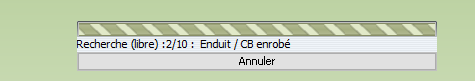 Recherche (libre) :2/10 : Enduit / CB enrobé
Annuler